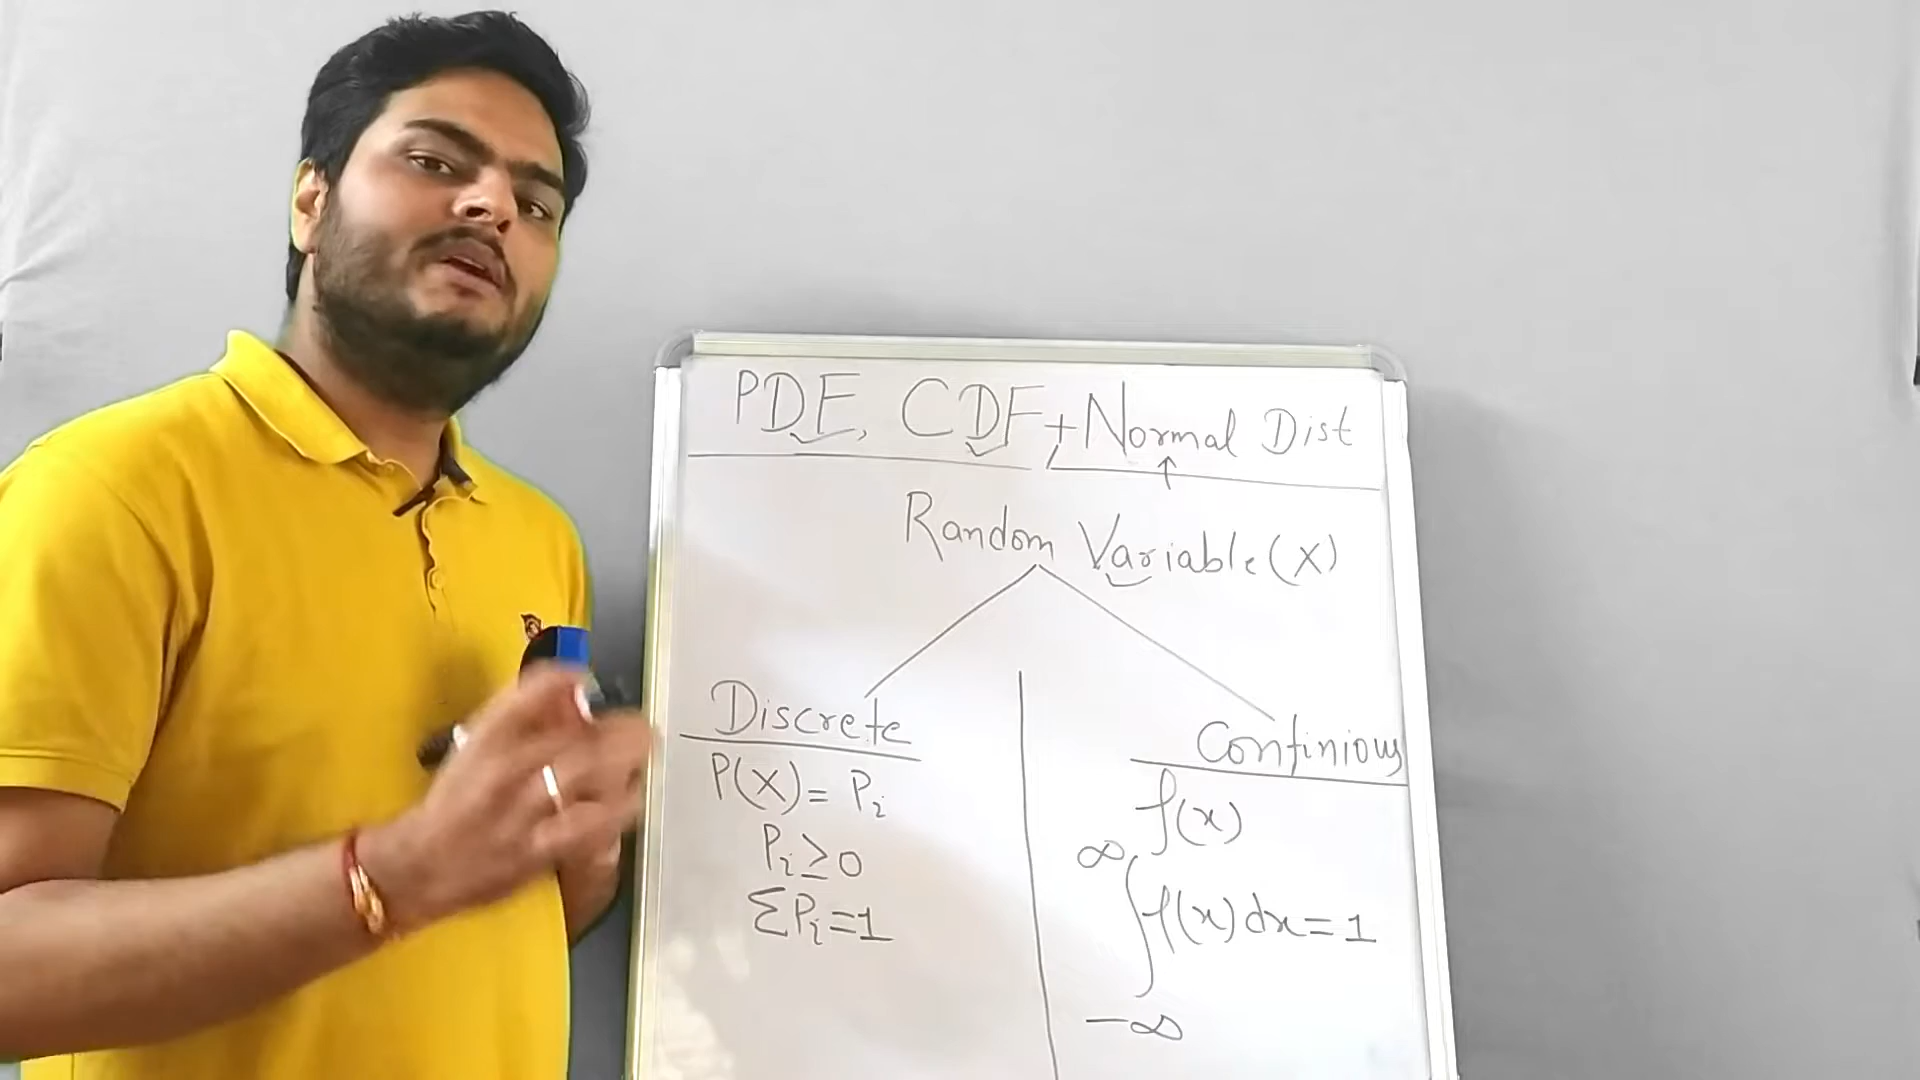 PDF, CDF + Normal Dist
Random Variable (X)
Discrete
P(X) = Pi
Pi ≥ 0
ΣPi = 1
Continious
f(x)
∞
∫f(x) dx = 1
-∞